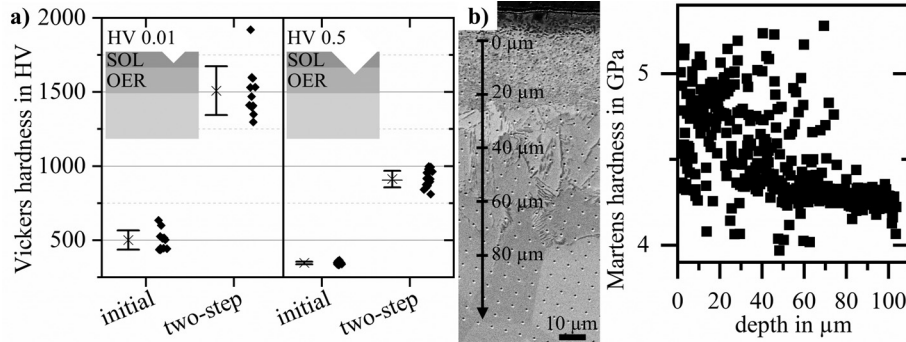 a)
HV 0.01
HV 0.5
SOL
OER
SOL
OER
Vickers hardness in HV
2000
1500
1000
500
initial
two-step
initial
two-step
b)
0 µm
20 µm
40 µm
60 µm
80 µm
10 µm
Martens hardness in GPa
5
4
0
20
40
60
80
100
depth in µm